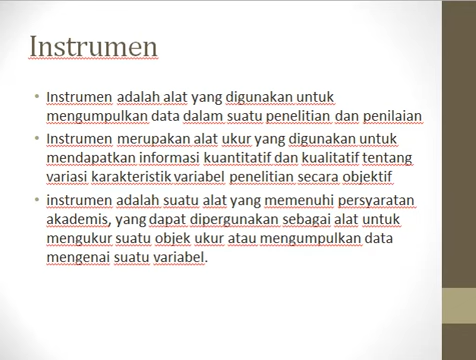 Instrumen
• Instrumen adalah alat yang digunakan untuk
mengumpulkan data dalam suatu penelitian dan penilaian
• Instrumen merupakan alat ukur yang digunakan untuk
mendapatkan informasi kuantitatif dan kualitatif tentang
variasi karakteristik variabel penelitian secara objektif
• instrumen adalah suatu alat yang memenuhi persyaratan
akademis, yang dapat dipergunakan sebagai alat untuk
mengukur suatu objek ukur atau mengumpulkan data
mengenai suatu variabel.